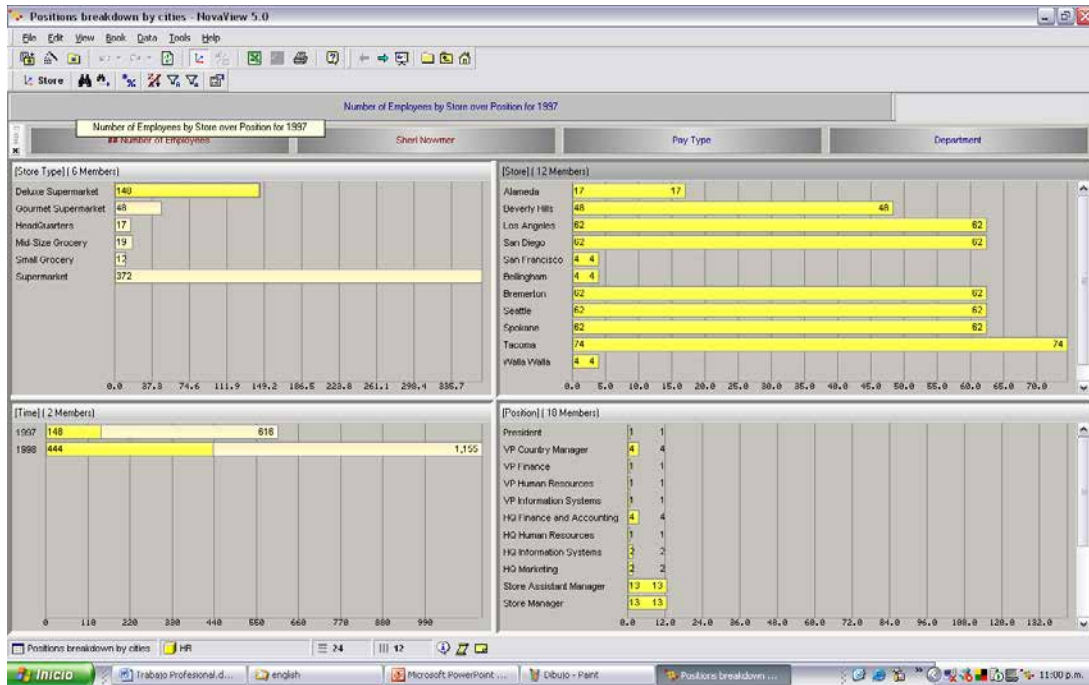 Positions breakdown by cities - NovaView 5.0
File Edit View Book Data Tools Help
Store
Number of Employees by Store over Position for 1997
Number of Employees by Store over Position for 1997
## Number of Employees Sheri Nowmer Pay Type Department
[Store Type] ( 6 Members)
Deluxe Supermarket 148
Gourmet Supermarket 48
HeadQuarters 17
Mid-Size Grocery 19
Small Grocery 12
Supermarket 372
0.0 37.3 74.6 111.9 149.2 186.5 223.8 261.1 298.4 335.7
[Store] ( 12 Members)
Alameda 17 17
Beverly Hills 48 48
Los Angeles 62 62
San Diego 62 62
San Francisco 4 4
Bellingham 4 4
Bremerton 62 62
Seattle 62 62
Spokane 62 62
Tacoma 74 74
Walla Walla 4 4
0.0 5.0 10.0 15.0 20.0 25.0 30.0 35.0 40.0 45.0 50.0 55.0 60.0 65.0 70.0
[Time] ( 2 Members)
1997 148 616
1998 444 1,155
0 110 220 330 440 550 660 770 880 990
[Position] ( 18 Members)
President 1 1
VP Country Manager 4 4
VP Finance 1 1
VP Human Resources 1 1
VP Information Systems 1 1
HQ Finance and Accounting 4 4
HQ Human Resources 1 1
HQ Information Systems 2 2
HQ Marketing 2 2
Store Assistant Manager 13 13
Store Manager 13 13
0.0 12.0 24.0 36.0 48.0 60.0 72.0 84.0 96.0 108.0 120.0 132.0
Positions breakdown by cities HR 24 12
Inicio Trabajo Profesional.d... english Microsoft PowerPoint ... Dibujo - Paint Positions breakdown ... 11:00 p.m.